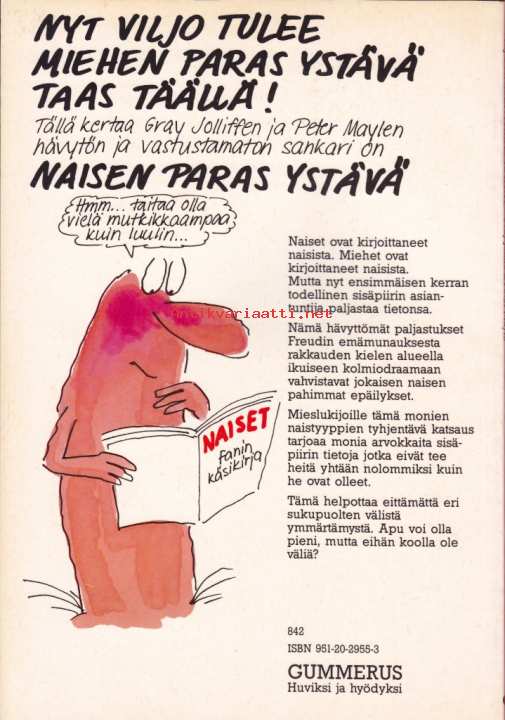 NYT VILJO TULEE
MIEHEN PARAS YSTÄVÄ
TAAS TÄÄLLÄ!
Tällä kertaa Gray Jolliffen ja Peter Maylen
hävytön ja vastustamaton sankari on
NAISEN PARAS YSTÄVÄ
Hmm... taitaa olla
vielä mutkikkaampaa
kuin luulin...
NAISET
fanin
käsikirja
Naiset ovat kirjoittaneet
naisista. Miehet ovat
kirjoittaneet naisista.
Mutta nyt ensimmäisen kerran
todellinen sisäpiirin asian-
tuntija paljastaa tietonsa.
Nämä hävyttömät paljastukset
Freudin emämunauksesta
rakkauden kielen alueella
ikuiseen kolmiodraamaan
vahvistavat jokaisen naisen
pahimmat epäilykset.
Mieslukijoille tämä monien
naistyyppien tyhjentävä katsaus
tarjoaa monia arvokkaita sisä-
piirin tietoja jotka eivät tee
heitä yhtään nolommiksi kuin
he ovat olleet.
Tämä helpottaa eittämättä eri
sukupuolten välistä
ymmärtämystä. Apu voi olla
pieni, mutta eihän koolla ole
väliä?
842
ISBN 951-20-2955-3
GUMMERUS
Huviksi ja hyödyksi
antikvariaatti.net